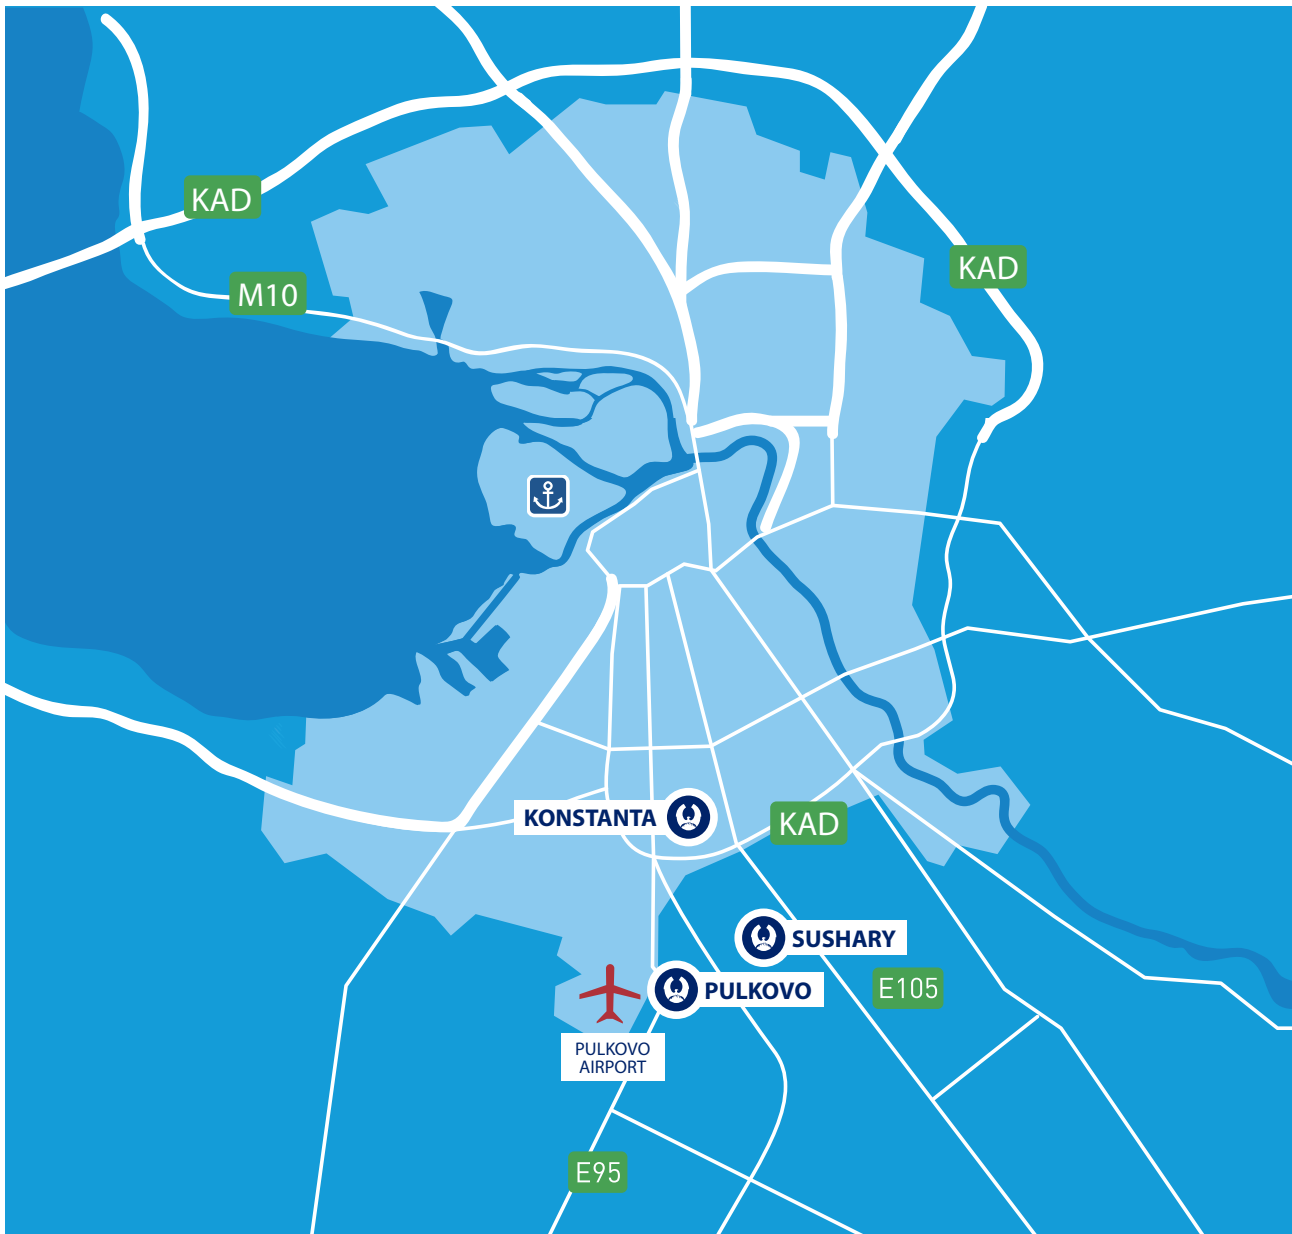 KAD
KAD
M10
KONSTANTA
KAD
SUSHARY
PULKOVO
E105
PULKOVO
AIRPORT
E95